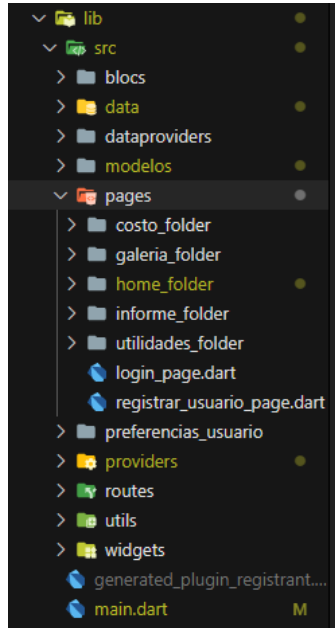 lib
src
blocs
data
dataproviders
modelos
pages
costo_folder
galeria_folder
home_folder
informe_folder
utilidades_folder
login_page.dart
registrar_usuario_page.dart
preferencias_usuario
providers
routes
utils
widgets
generated_plugin_registrant....
main.dart M